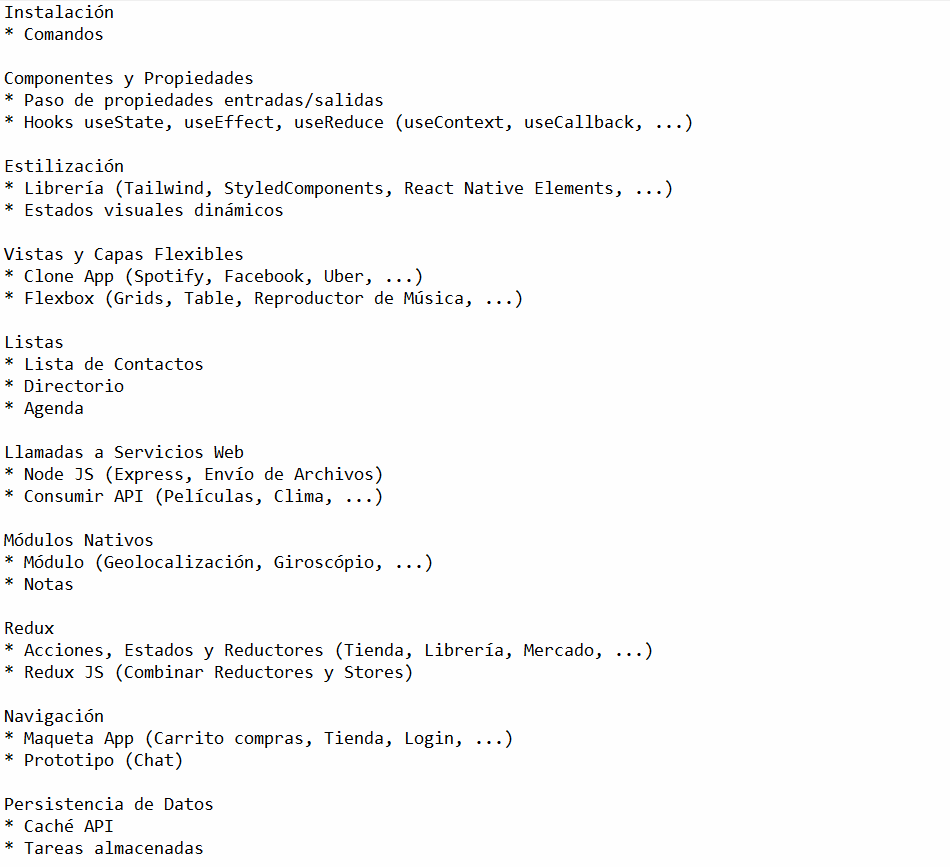 Instalación
* Comandos
Componentes y Propiedades
* Paso de propiedades entradas/salidas
* Hooks useState, useEffect, useReduce (useContext, useCallback, ...)
Estilización
* Librería (Tailwind, StyledComponents, React Native Elements, ...)
* Estados visuales dinámicos
Vistas y Capas Flexibles
* Clone App (Spotify, Facebook, Uber, ...)
* Flexbox (Grids, Table, Reproductor de Música, ...)
Listas
* Lista de Contactos
* Directorio
* Agenda
Llamadas a Servicios Web
* Node JS (Express, Envío de Archivos)
* Consumir API (Películas, Clima, ...)
Módulos Nativos
* Módulo (Geolocalización, Giroscópio, ...)
* Notas
Redux
* Acciones, Estados y Reductores (Tienda, Librería, Mercado, ...)
* Redux JS (Combinar Reductores y Stores)
Navigación
* Maqueta App (Carrito compras, Tienda, Login, ...)
* Prototipo (Chat)
Persistencia de Datos
* Caché API
* Tareas almacenadas